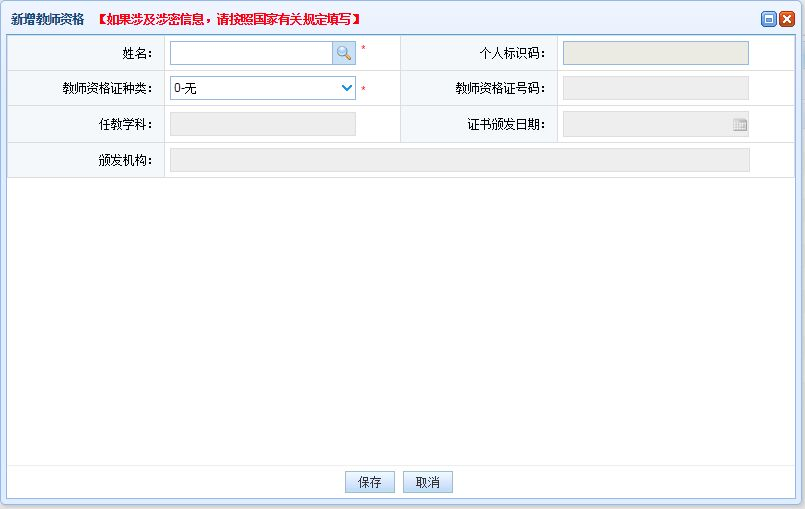 新增教师资格 【如果涉及涉密信息，请按照国家有关规定填写】
姓名： * 个人标识码：
教师资格证种类： 0-无 * 教师资格证号码：
任教学科： 证书颁发日期：
颁发机构：
保存 取消